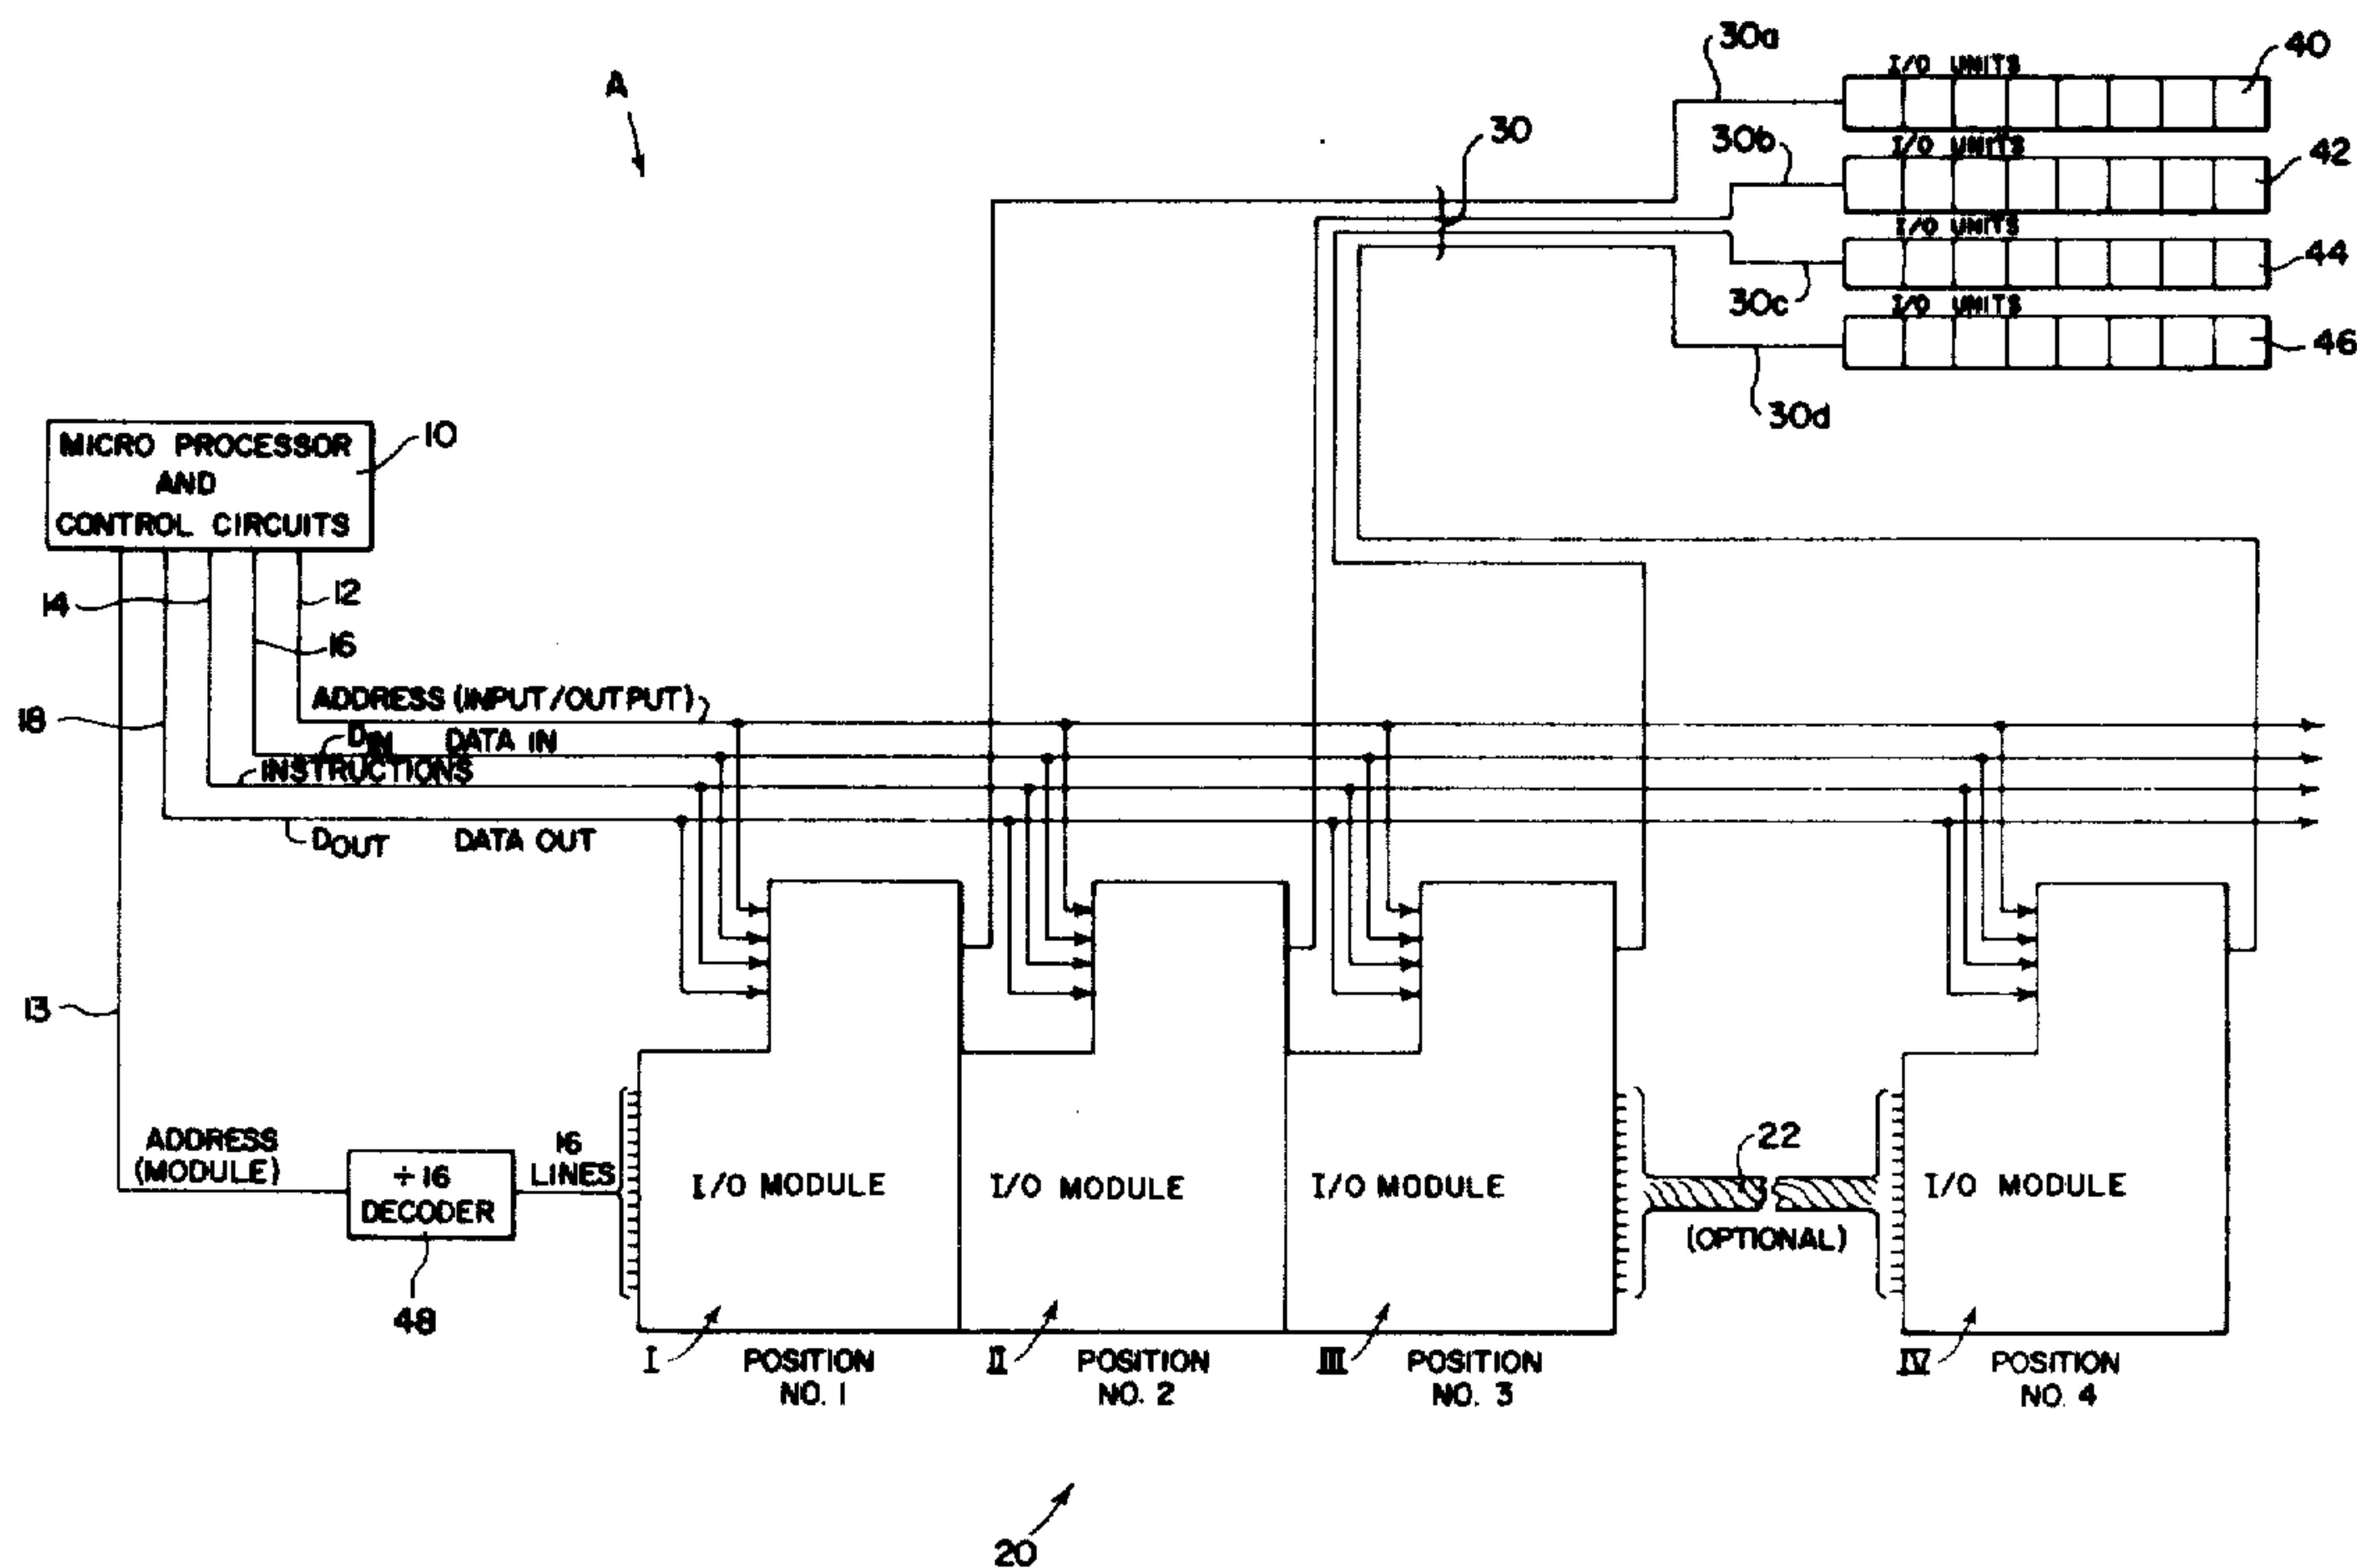 A
30a
I/O UNITS
40
30
30b
I/O UNITS
42
I/O UNITS
44
30c
I/O UNITS
46
30d
MICRO PROCESSOR
AND
CONTROL CIRCUITS
10
14
12
16
18
ADDRESS (INPUT/OUTPUT)
DIN DATA IN
INSTRUCTIONS
DOUT DATA OUT
13
ADDRESS
(MODULE)
÷16
DECODER
48
16
LINES
I/O MODULE
I/O MODULE
I/O MODULE
22
(OPTIONAL)
I/O MODULE
I POSITION
NO. 1
II POSITION
NO. 2
III POSITION
NO. 3
IV POSITION
NO. 4
20